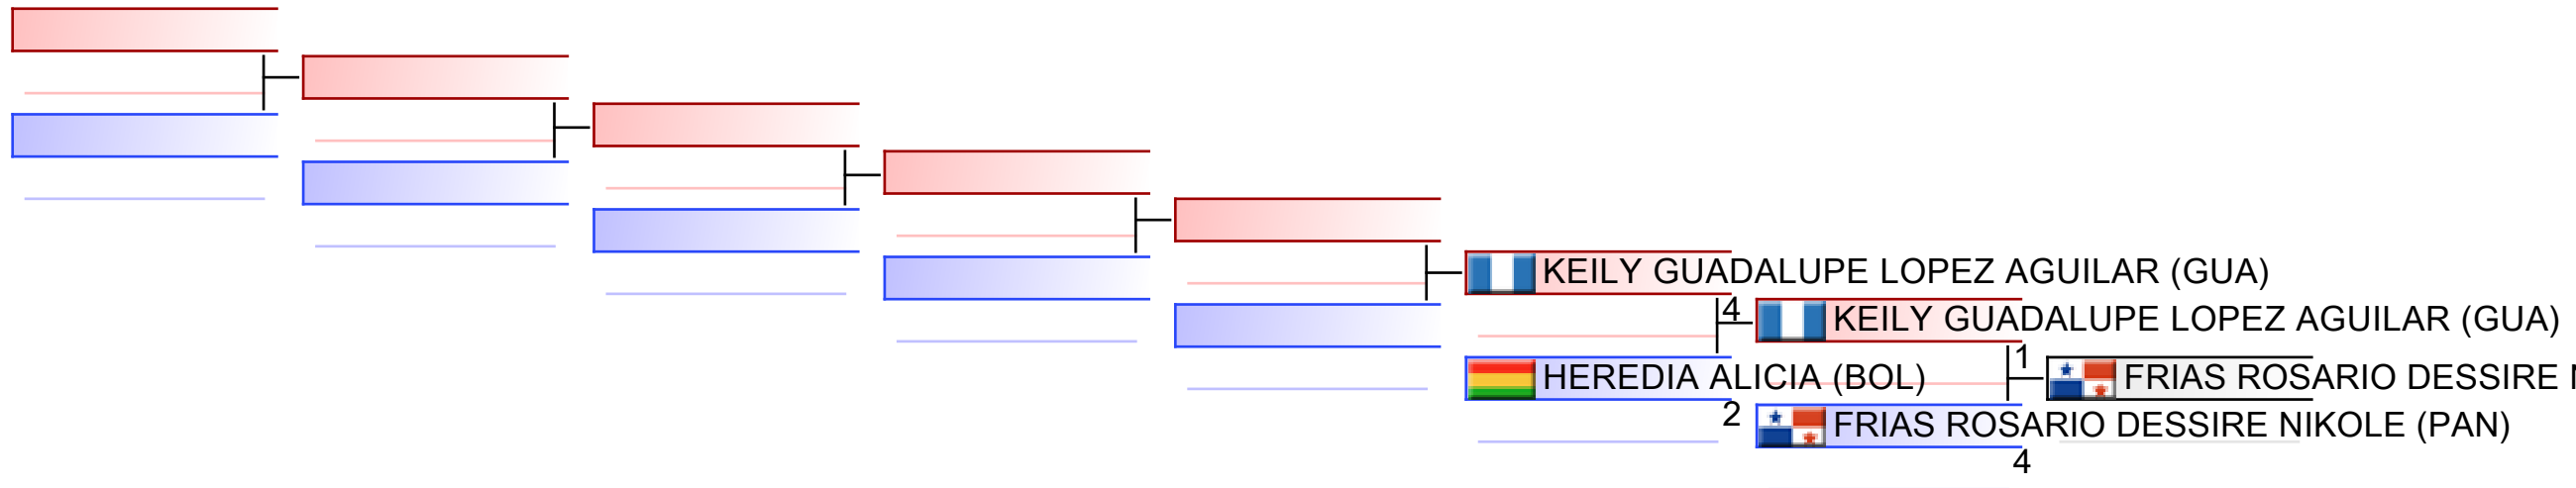 KEILY GUADALUPE LOPEZ AGUILAR (GUA)
4
KEILY GUADALUPE LOPEZ AGUILAR (GUA)
HEREDIA ALICIA (BOL)
2
1
FRIAS ROSARIO DESSIRE
FRIAS ROSARIO DESSIRE NIKOLE (PAN)
4